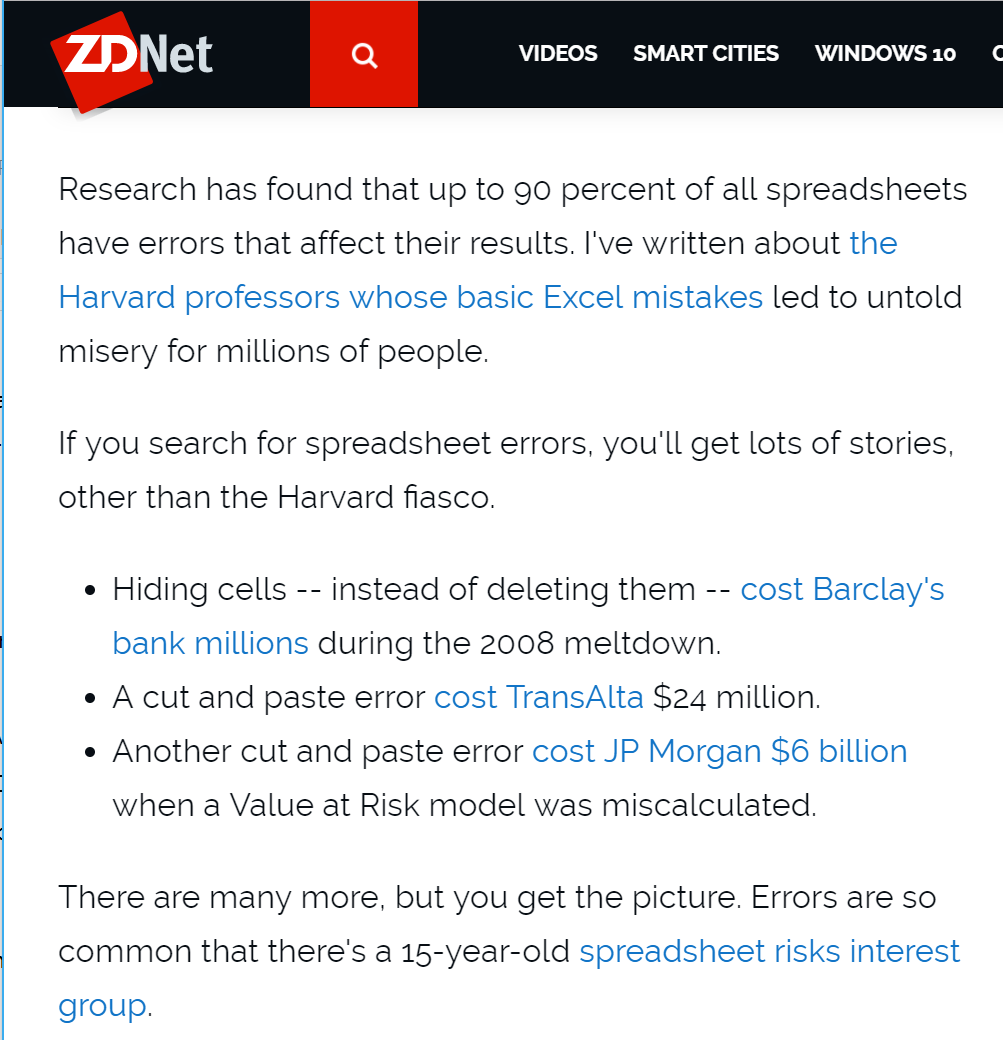 ZDNet
VIDEOS SMART CITIES WINDOWS 10
Research has found that up to 90 percent of all spreadsheets
have errors that affect their results. I've written about the
Harvard professors whose basic Excel mistakes led to untold
misery for millions of people.
If you search for spreadsheet errors, you'll get lots of stories,
other than the Harvard fiasco.
• Hiding cells -- instead of deleting them -- cost Barclay's
bank millions during the 2008 meltdown.
• A cut and paste error cost TransAlta $24 million.
• Another cut and paste error cost JP Morgan $6 billion
when a Value at Risk model was miscalculated.
There are many more, but you get the picture. Errors are so
common that there's a 15-year-old spreadsheet risks interest
group.